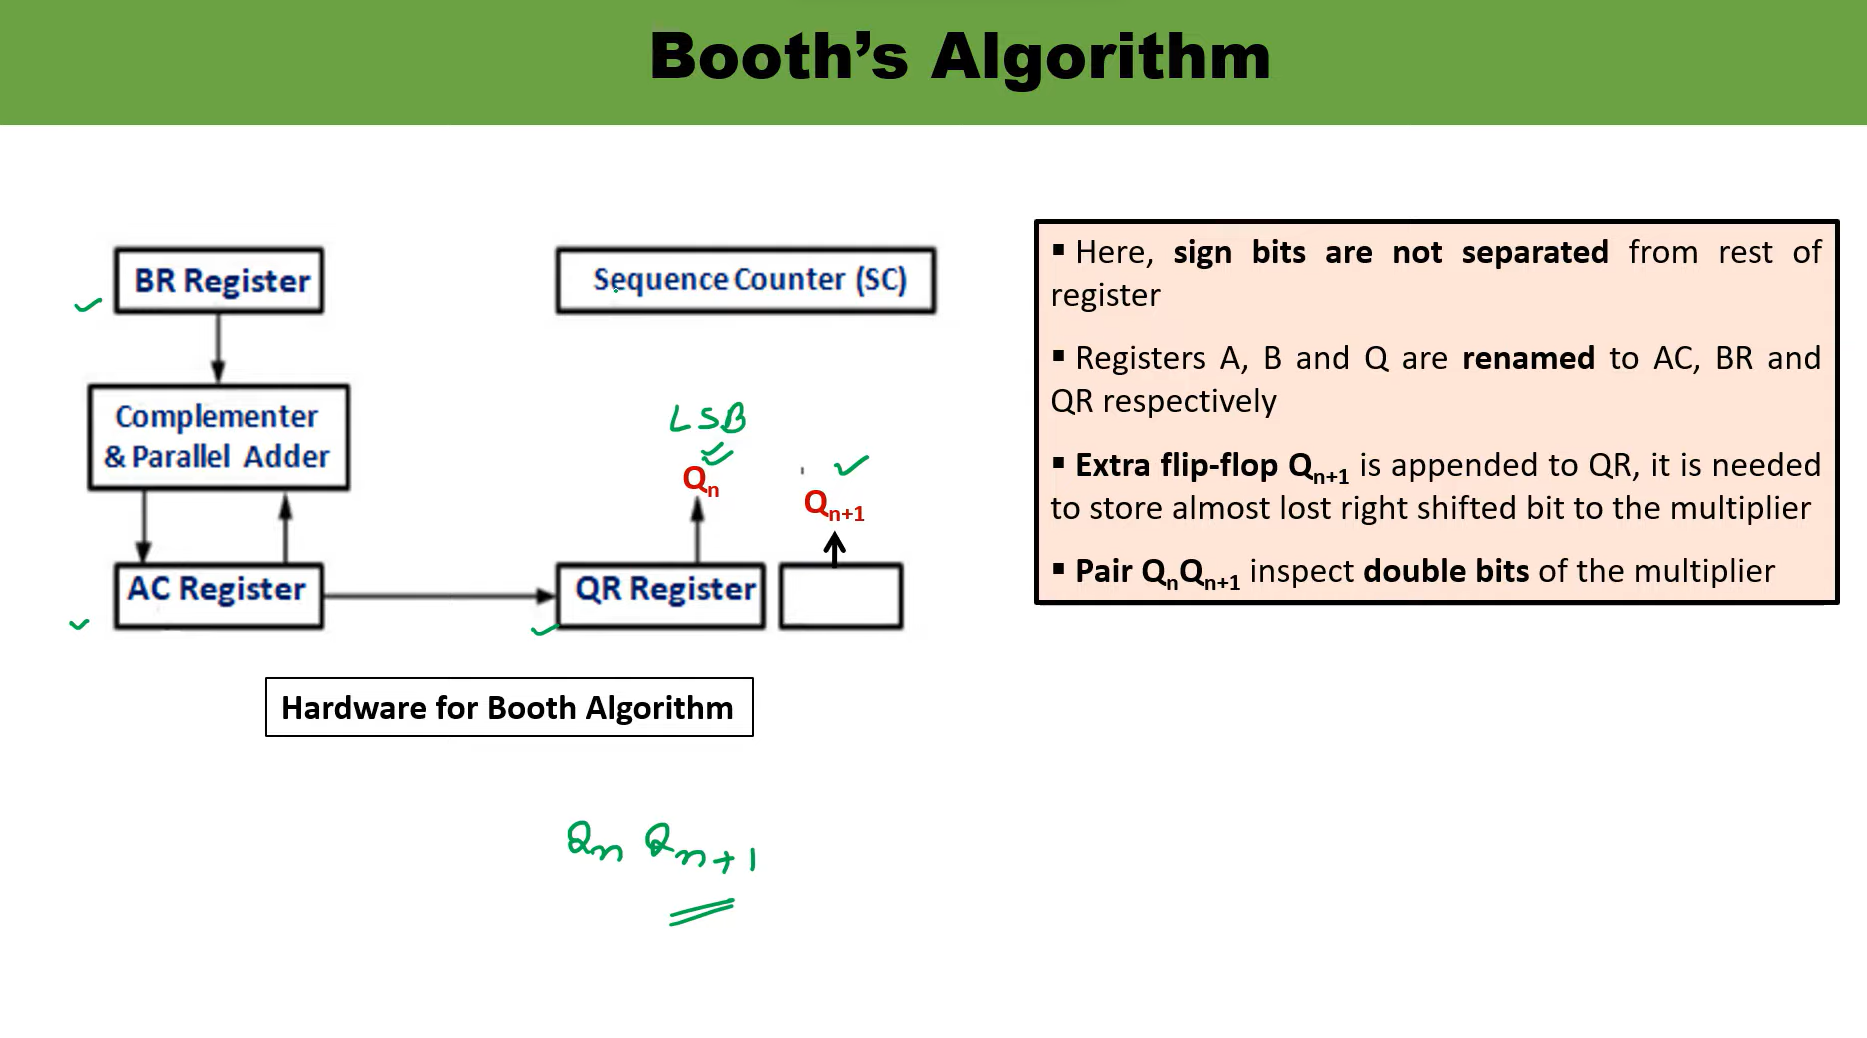 Booth's Algorithm
BR Register
Sequence Counter (SC)
Complementer
& Parallel Adder
LSB
Qn
Qn+1
AC Register
QR Register
Hardware for Booth Algorithm
Qn Qn+1
▪ Here, sign bits are not separated from rest of
register
▪ Registers A, B and Q are renamed to AC, BR and
QR respectively
▪ Extra flip-flop Qn+1 is appended to QR, it is needed
to store almost lost right shifted bit to the multiplier
▪ Pair QnQn+1 inspect double bits of the multiplier